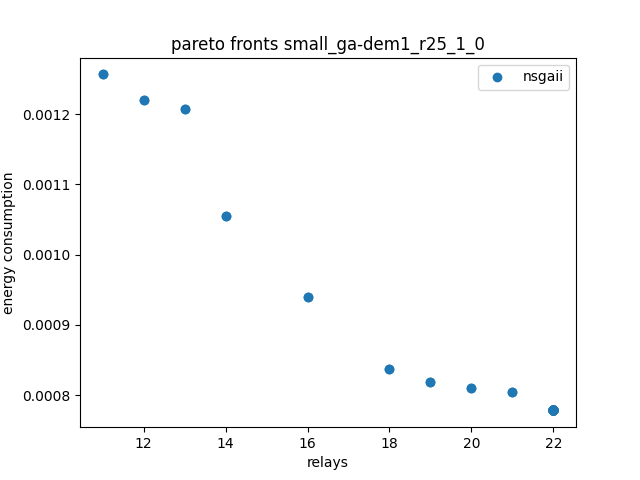 pareto fronts small_ga-dem1_r25_1_0
nsgaii
0.0012
0.0011
0.0010
0.0009
0.0008
energy consumption
12 14 16 18 20 22
relays